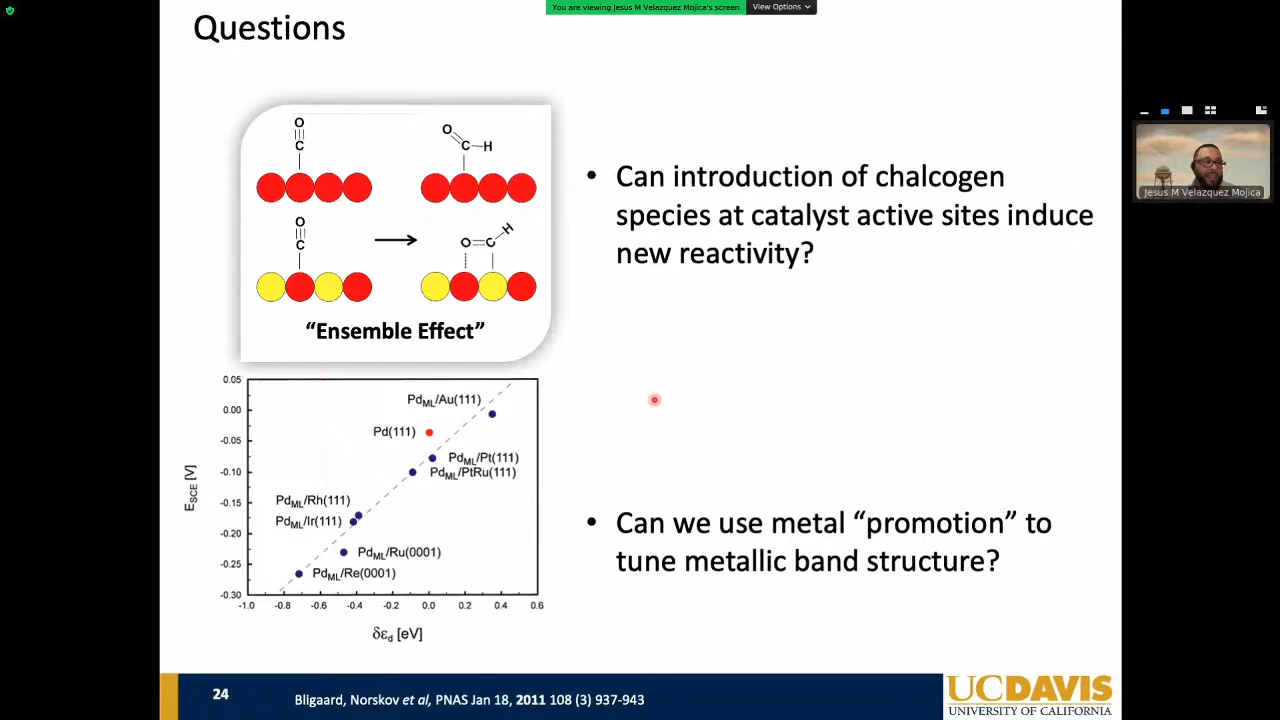 You are viewing Jesus M Velazquez Mojica's screen
View Options
Questions
O
C
O
C
H
O
C
O
C
H
"Ensemble Effect"
• Can introduction of chalcogen
species at catalyst active sites induce
new reactivity?
0.05
0.00
-0.05
-0.10
-0.15
-0.20
-0.25
-0.30
E_SCE [V]
Pd_ML/Au(111)
Pd(111)
Pd_ML/Pt(111)
Pd_ML/PtRu(111)
Pd_ML/Rh(111)
Pd_ML/Ir(111)
Pd_ML/Ru(0001)
Pd_ML/Re(0001)
-1.0 -0.8 -0.6 -0.4 -0.2 0.0 0.2 0.4 0.6
δε_d [eV]
• Can we use metal “promotion” to
tune metallic band structure?
24
Bligaard, Norskov et al, PNAS Jan 18, 2011 108 (3) 937-943
UCDAVIS
UNIVERSITY OF CALIFORNIA
Jesus M Velazquez Mojica